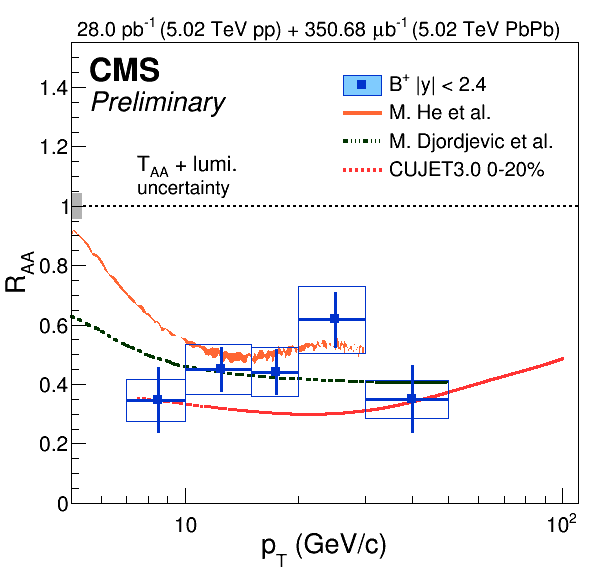 28.0 pb⁻¹ (5.02 TeV pp) + 350.68 μb⁻¹ (5.02 TeV PbPb)
CMS
Preliminary
B⁺ |y| < 2.4
M. He et al.
M. Djordjevic et al.
CUJET3.0 0-20%
T_AA + lumi.
uncertainty
R_AA
1.4
1.2
1
0.8
0.6
0.4
0.2
0
10
10²
p_T (GeV/c)